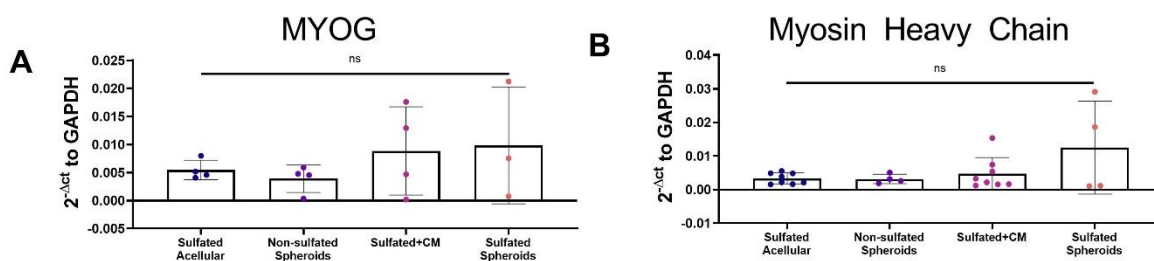 A
MYOG
2^-Δct to GAPDH
0.025
0.020
0.015
0.010
0.005
0.000
-0.005
ns
Sulfated
Acellular
Non-sulfated
Spheroids
Sulfated+CM
Sulfated
Spheroids
B
Myosin Heavy Chain
2^-Δct to GAPDH
0.04
0.03
0.02
0.01
0.00
-0.01
ns
Sulfated
Acellular
Non-sulfated
Spheroids
Sulfated+CM
Sulfated
Spheroids